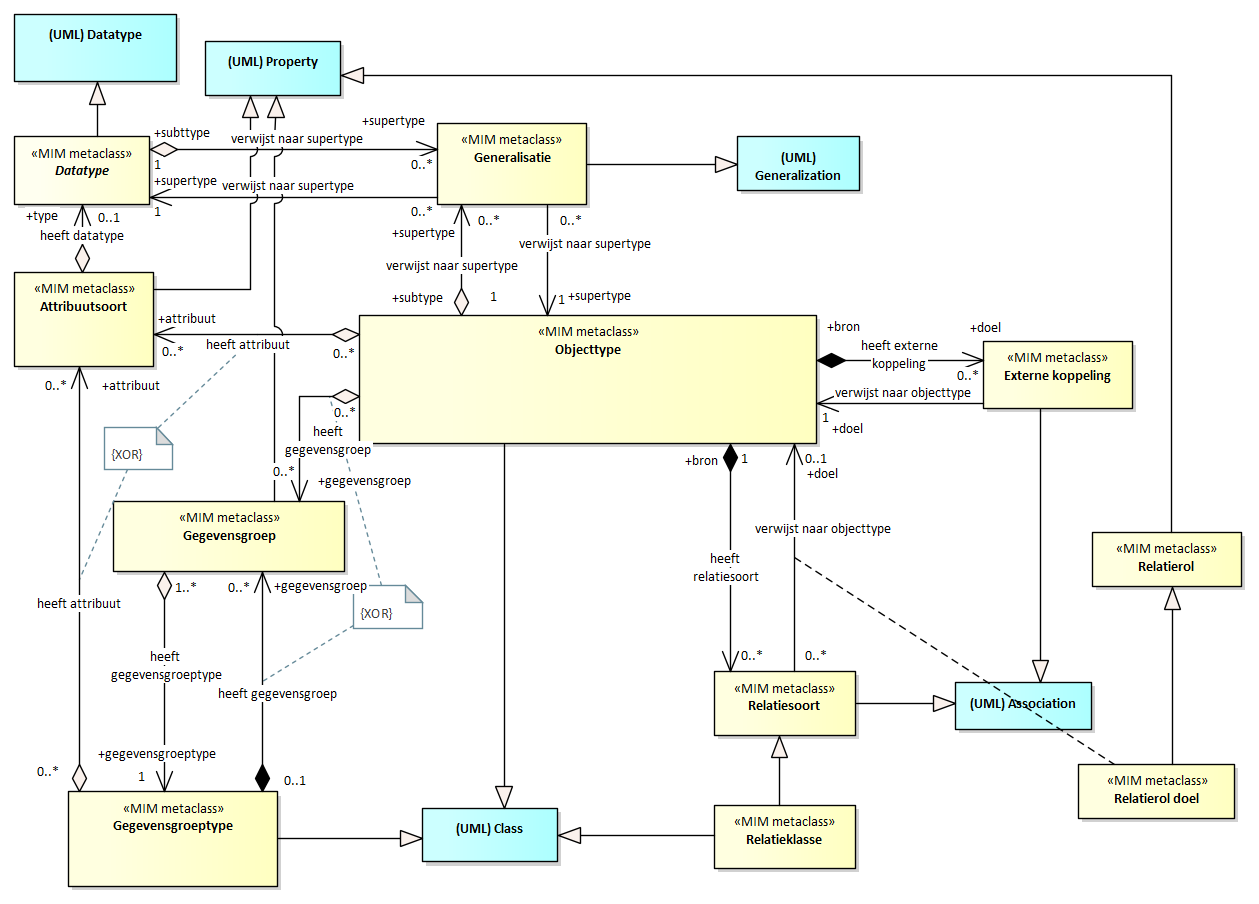 (UML) Datatype
(UML) Property
«MIM metaclass»
Datatype
+subttype
1
verwijst naar supertype
+supertype
0..*
«MIM metaclass»
Generalisatie
(UML)
Generalization
+supertype
1
verwijst naar supertype
0..*
+type
0..1
heeft datatype
+supertype
0..*
verwijst naar supertype
+subtype
1
0..*
verwijst naar supertype
1
+supertype
«MIM metaclass»
Attribuutsoort
+attribuut
0..*
heeft attribuut
0..*
«MIM metaclass»
Objecttype
+bron
heeft externe
koppeling
+doel
0..*
«MIM metaclass»
Externe koppeling
verwijst naar objecttype
1
+doel
0..*
+attribuut
0..*
heeft
gegevensgroep
0..*
+gegevensgroep
{XOR}
+bron
1
0..1
+doel
verwijst naar objecttype
heeft
relatiesoort
0..*
0..*
«MIM metaclass»
Gegevensgroep
«MIM metaclass»
Relatierol
1..*
0..*
+gegevensgroep
{XOR}
heeft attribuut
heeft
gegevensgroeptype
heeft gegevensgroep
+gegevensgroeptype
0..*
1
0..1
«MIM metaclass»
Relatiesoort
(UML) Association
«MIM metaclass»
Relatierol doel
«MIM metaclass»
Gegevensgroeptype
(UML) Class
«MIM metaclass»
Relatieklasse